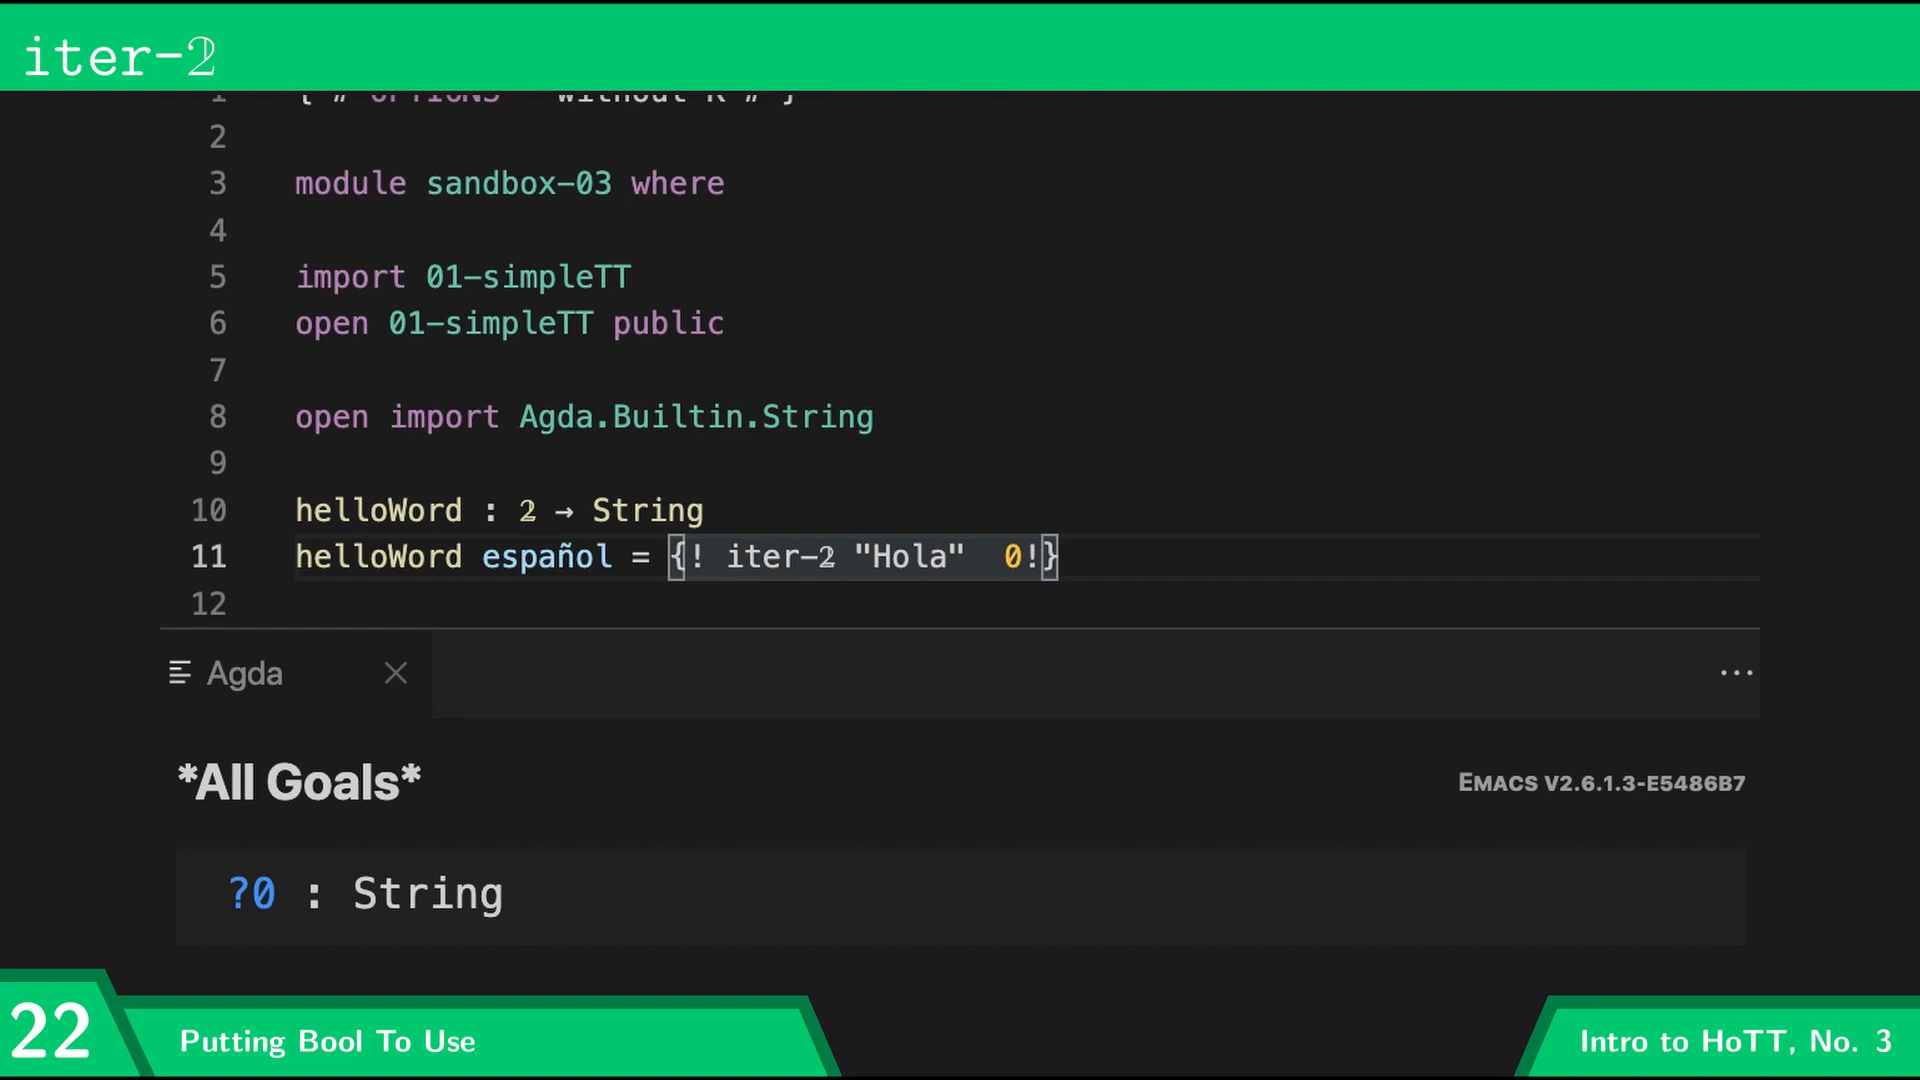 iter-𝟚
1 {-# OPTIONS --without-K #-}
2
3 module sandbox-03 where
4
5 import 01-simpleTT
6 open 01-simpleTT public
7
8 open import Agda.Builtin.String
9
10 helloWord : 𝟚 → String
11 helloWord español = {! iter-𝟚 "Hola"  0!}
12
Agda
*All Goals*
EMACS V2.6.1.3-E5486B7
?0 : String
22
Putting Bool To Use
Intro to HoTT, No. 3